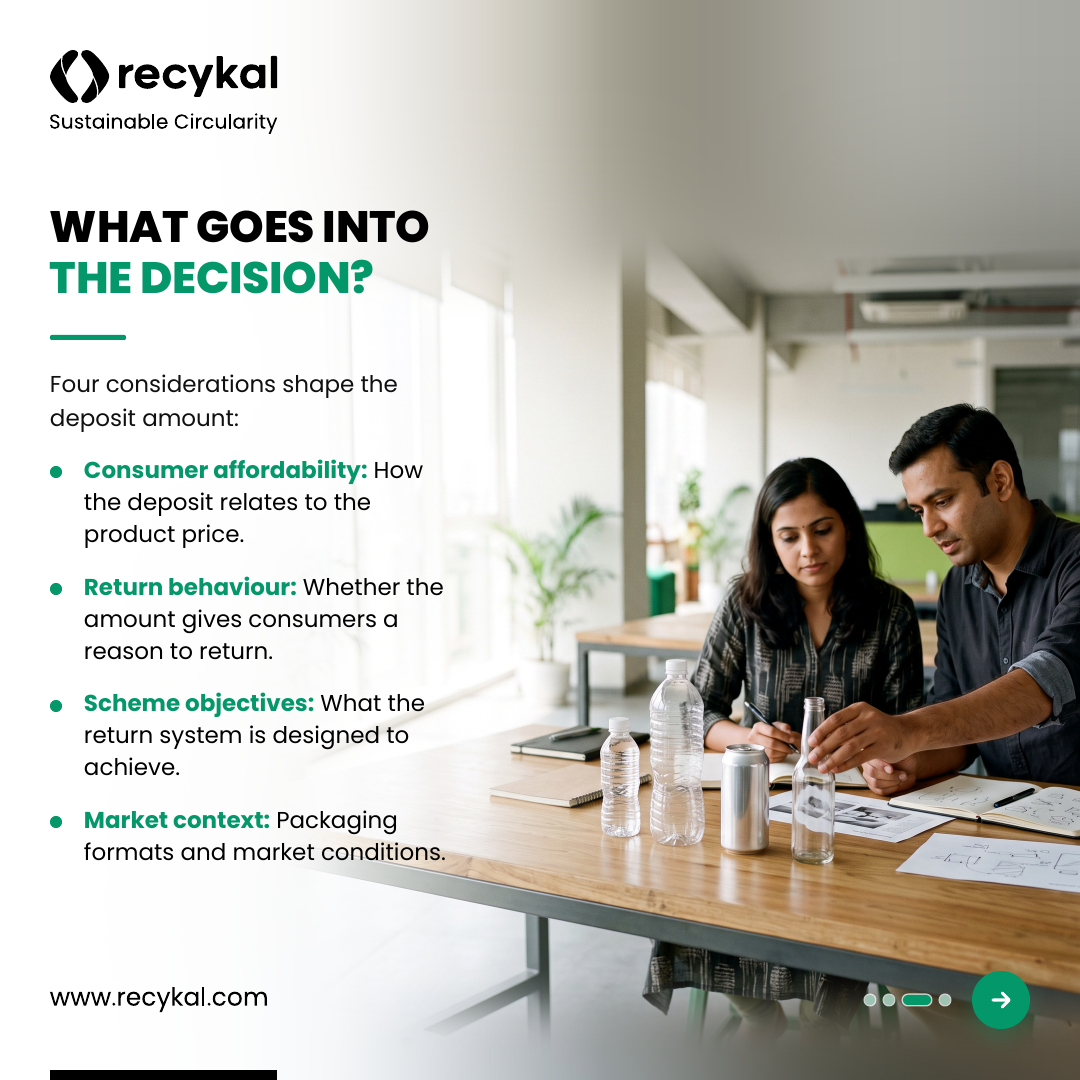 recykal
Sustainable Circularity
WHAT GOES INTO
THE DECISION?
Four considerations shape the
deposit amount:
Consumer affordability: How
the deposit relates to the
product price.
Return behaviour: Whether the
amount gives consumers a
reason to return.
Scheme objectives: What the
return system is designed to
achieve.
Market context: Packaging
formats and market conditions.
www.recykal.com